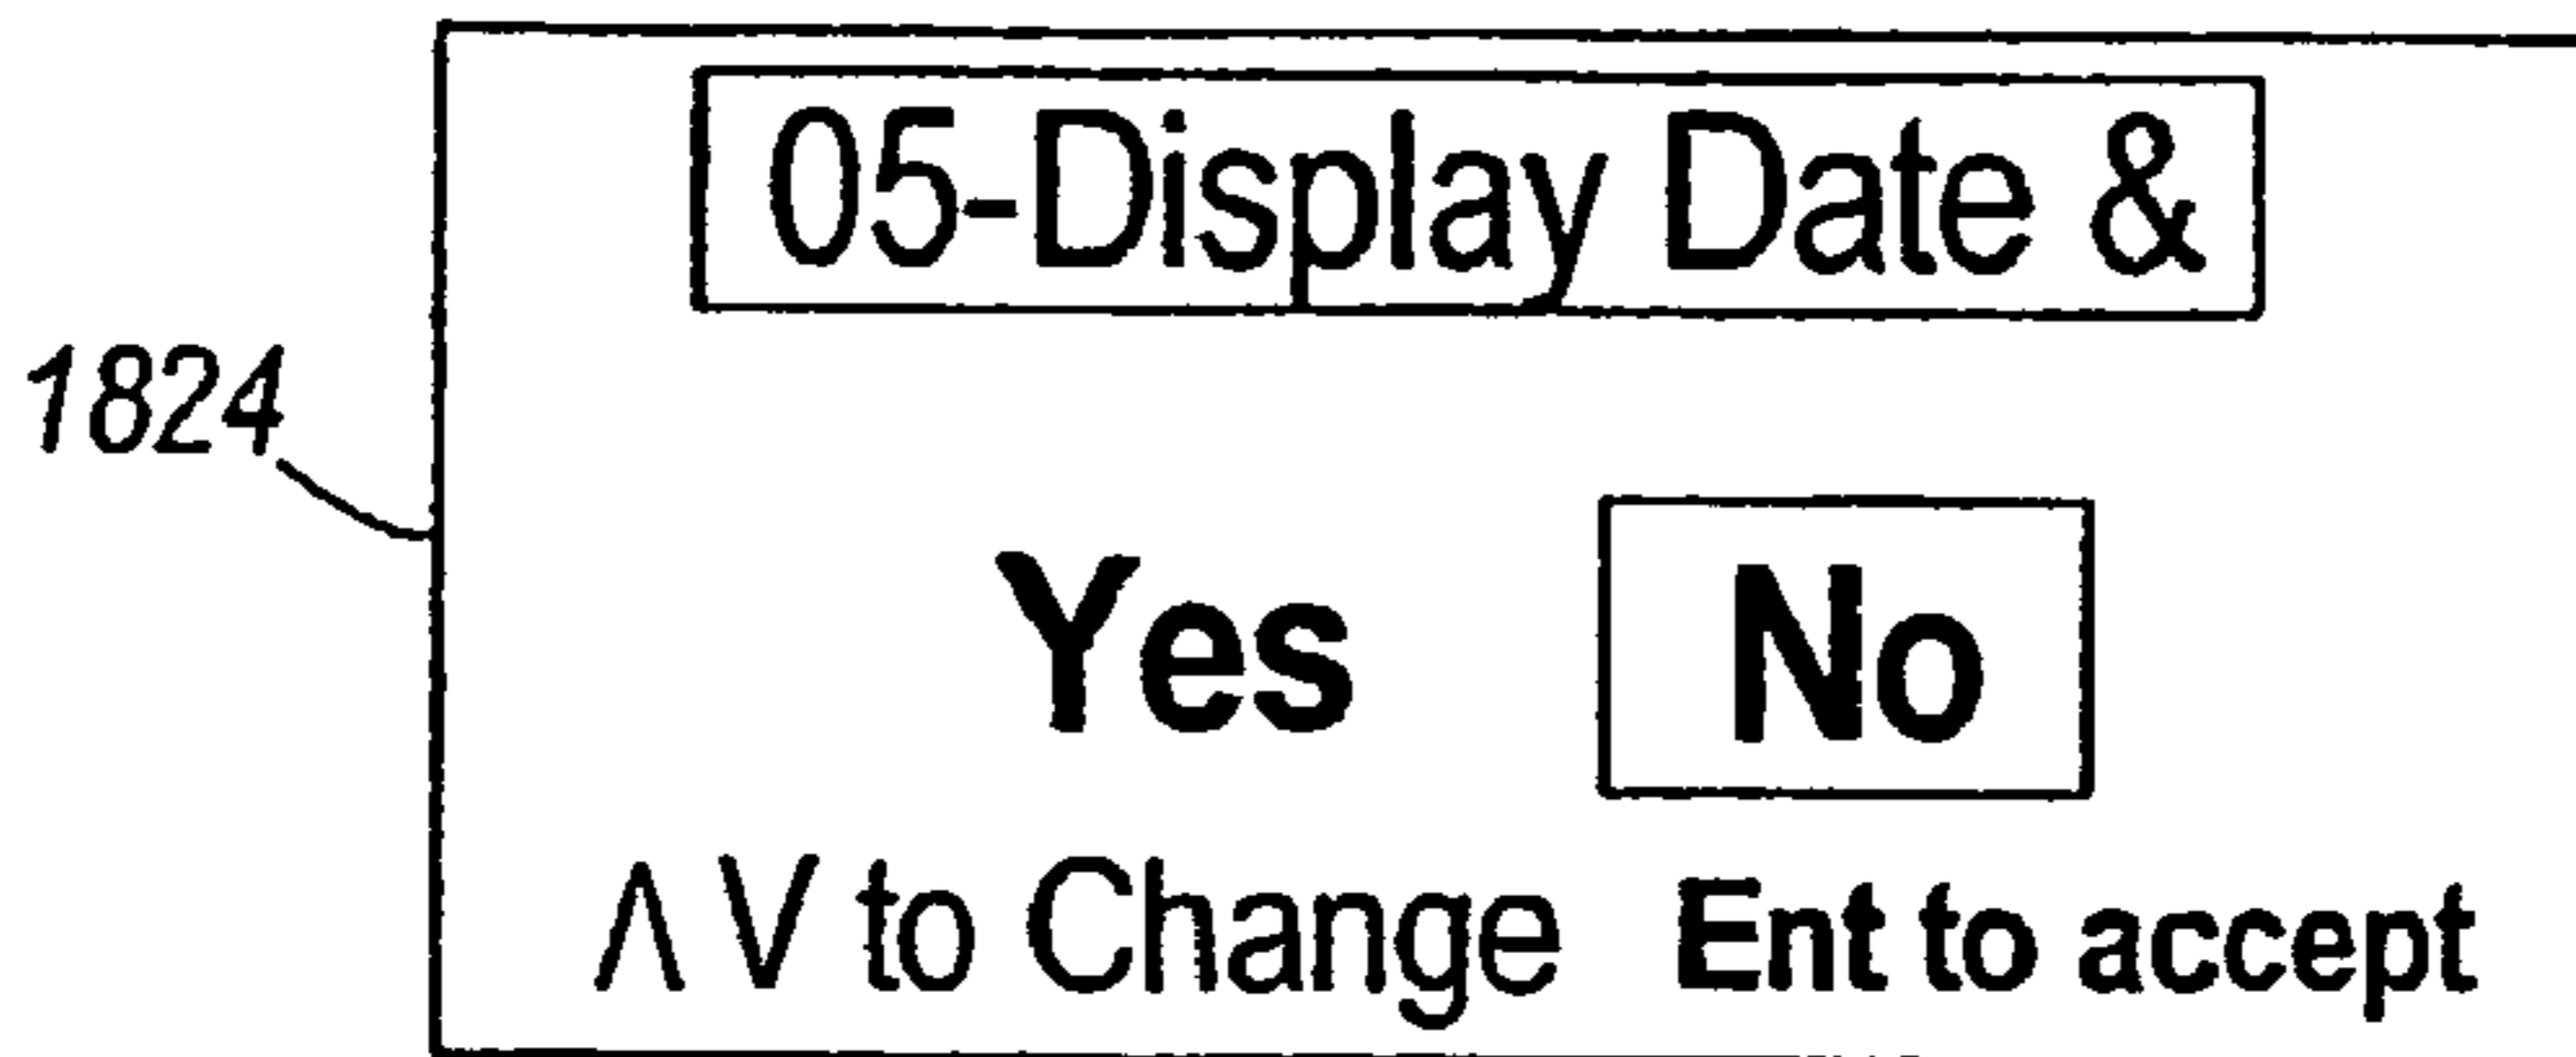 05-Display Date &
1824
Yes No
Λ V to Change Ent to accept